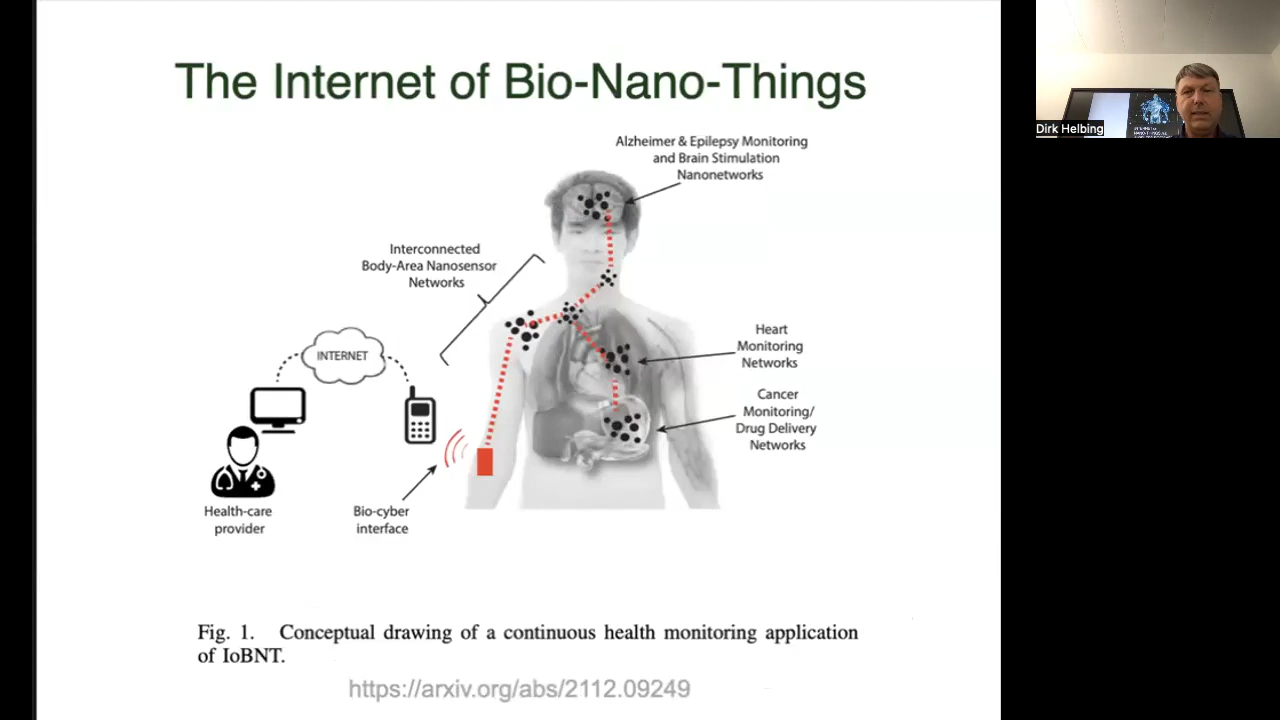 The Internet of Bio-Nano-Things
Alzheimer & Epilepsy Monitoring
and Brain Stimulation
Nanonetworks
Interconnected
Body-Area Nanosensor
Networks
INTERNET
Heart
Monitoring
Networks
Cancer
Monitoring/
Drug Delivery
Networks
Health-care
provider
Bio-cyber
interface
Fig. 1. Conceptual drawing of a continuous health monitoring application
of IoBNT.
https://arxiv.org/abs/2112.09249
Dirk Helbing